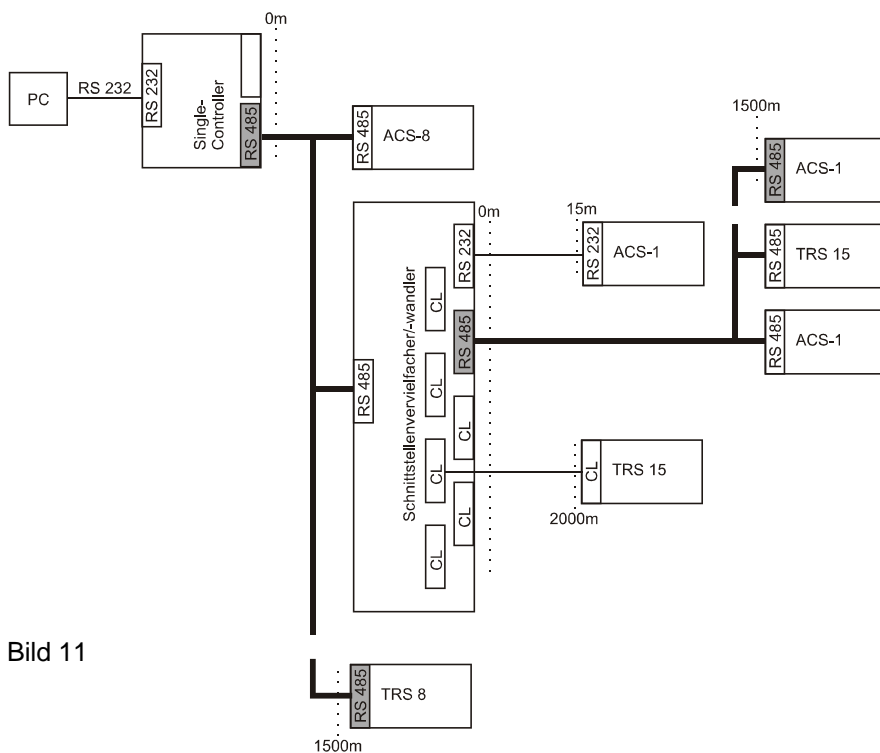 0m
PC
RS 232
RS 232
Single-
Controller
RS 485
RS 485
ACS-8
1500m
RS 485
ACS-1
0m
15m
RS 232
RS 232
ACS-1
RS 485
TRS 15
CL
RS 485
RS 485
ACS-1
RS 485
Schnittstellenvervielfacher/-wandler
CL
CL
CL
CL
TRS 15
2000m
CL
CL
Bild 11
RS 485
TRS 8
1500m